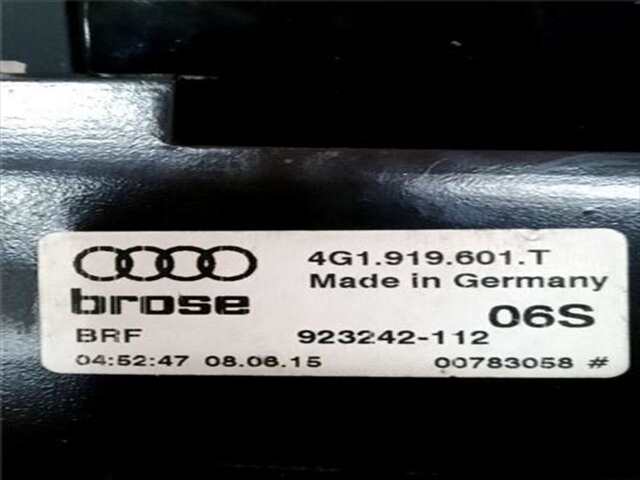 4G1.919.601.T
Made in Germany
brose 06S
BRF 923242-112
04:52:47 08.06.15 00783058 #